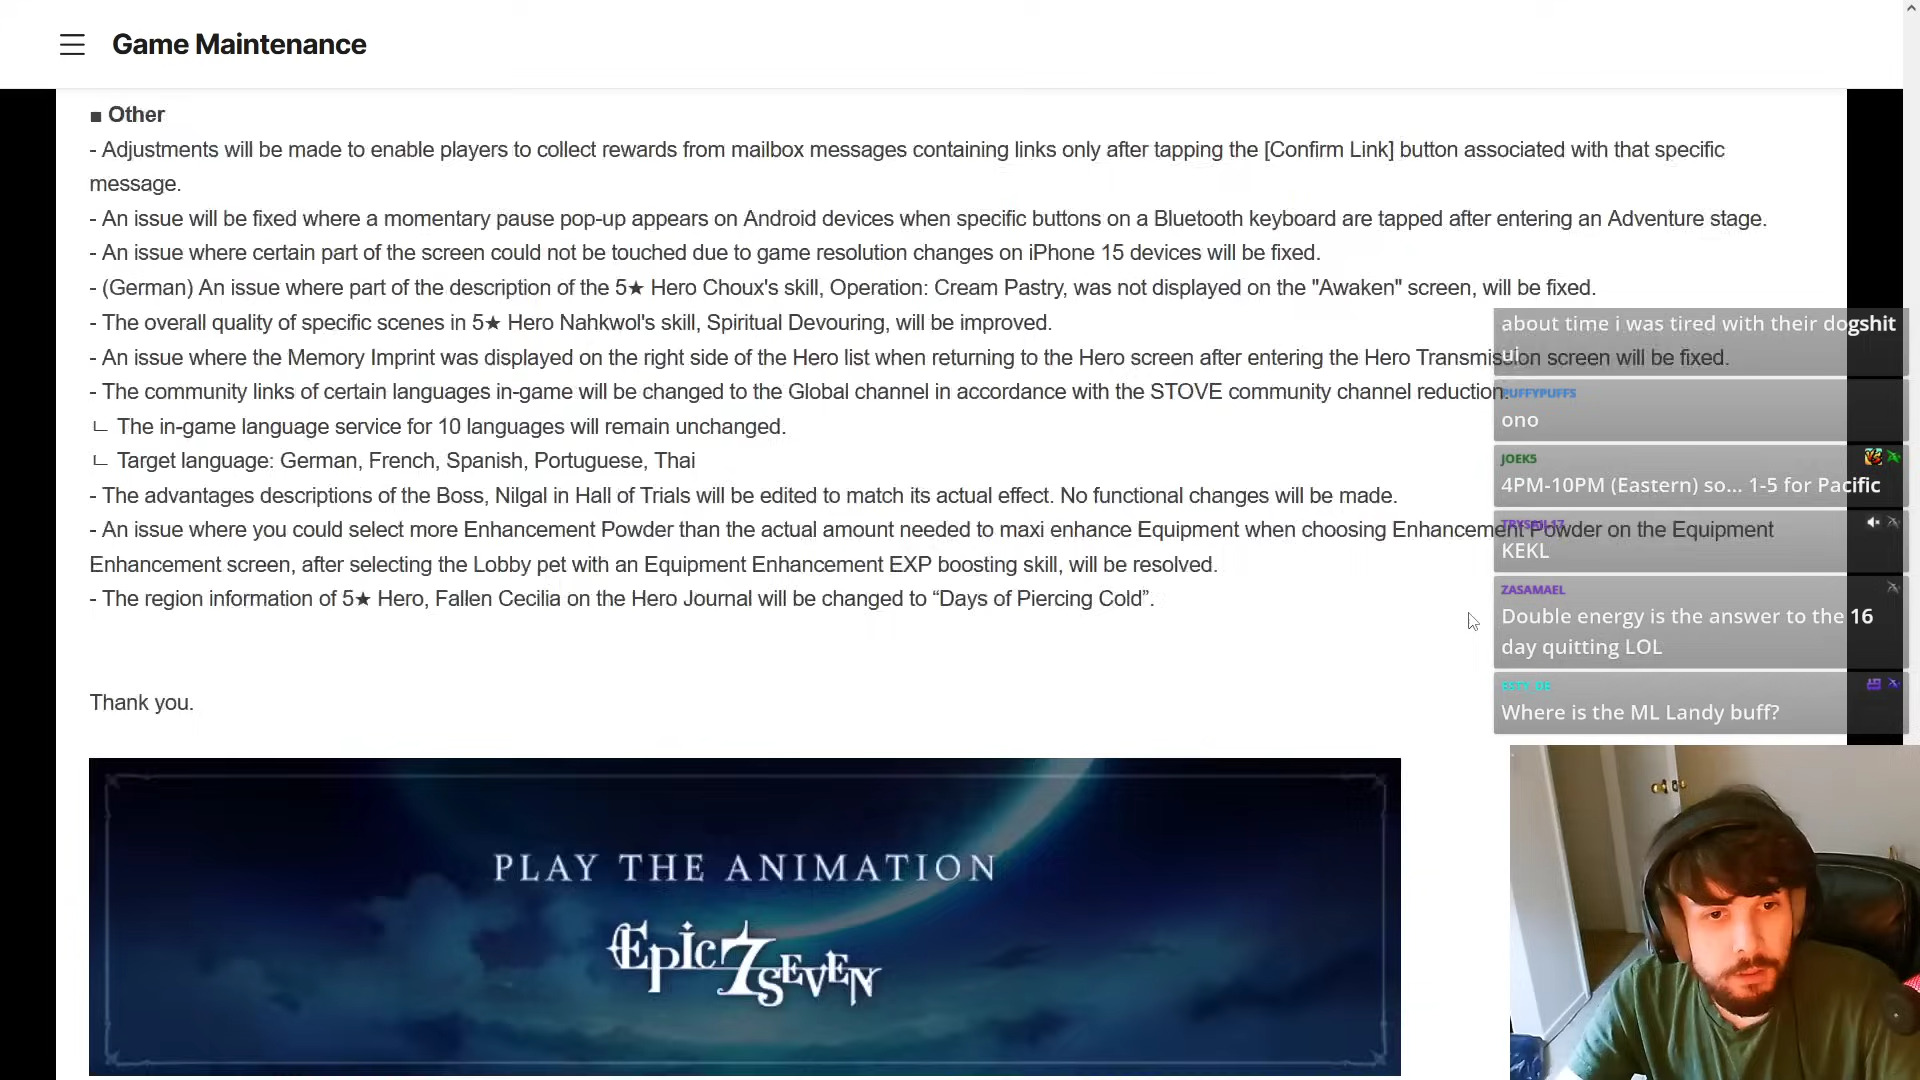 Game Maintenance
■ Other
- Adjustments will be made to enable players to collect rewards from mailbox messages containing links only after tapping the [Confirm Link] button associated with that specific
message.
- An issue will be fixed where a momentary pause pop-up appears on Android devices when specific buttons on a Bluetooth keyboard are tapped after entering an Adventure stage.
- An issue where certain part of the screen could not be touched due to game resolution changes on iPhone 15 devices will be fixed.
- (German) An issue where part of the description of the 5★ Hero Choux's skill, Operation: Cream Pastry, was not displayed on the "Awaken" screen, will be fixed.
- The overall quality of specific scenes in 5★ Hero Nahkwol's skill, Spiritual Devouring, will be improved.
- An issue where the Memory Imprint was displayed on the right side of the Hero list when returning to the Hero screen after entering the Hero Transmission screen will be fixed.
- The community links of certain languages in-game will be changed to the Global channel in accordance with the STOVE community channel reduction.
ㄴ The in-game language service for 10 languages will remain unchanged.
ㄴ Target language: German, French, Spanish, Portuguese, Thai
- The advantages descriptions of the Boss, Nilgal in Hall of Trials will be edited to match its actual effect. No functional changes will be made.
- An issue where you could select more Enhancement Powder than the actual amount needed to maxi enhance Equipment when choosing Enhancement Powder on the Equipment
Enhancement screen, after selecting the Lobby pet with an Equipment Enhancement EXP boosting skill, will be resolved.
- The region information of 5★ Hero, Fallen Cecilia on the Hero Journal will be changed to “Days of Piercing Cold”.
Thank you.
PLAY THE ANIMATION
Epic7 SEVEN
about time i was tired with their dogshit
ui
PUFFYPUFFS
ono
JOEK5
4PM-10PM (Eastern) so... 1-5 for Pacific
KEKL
ZASAMAEL
Double energy is the answer to the 16
day quitting LOL
Where is the ML Landy buff?